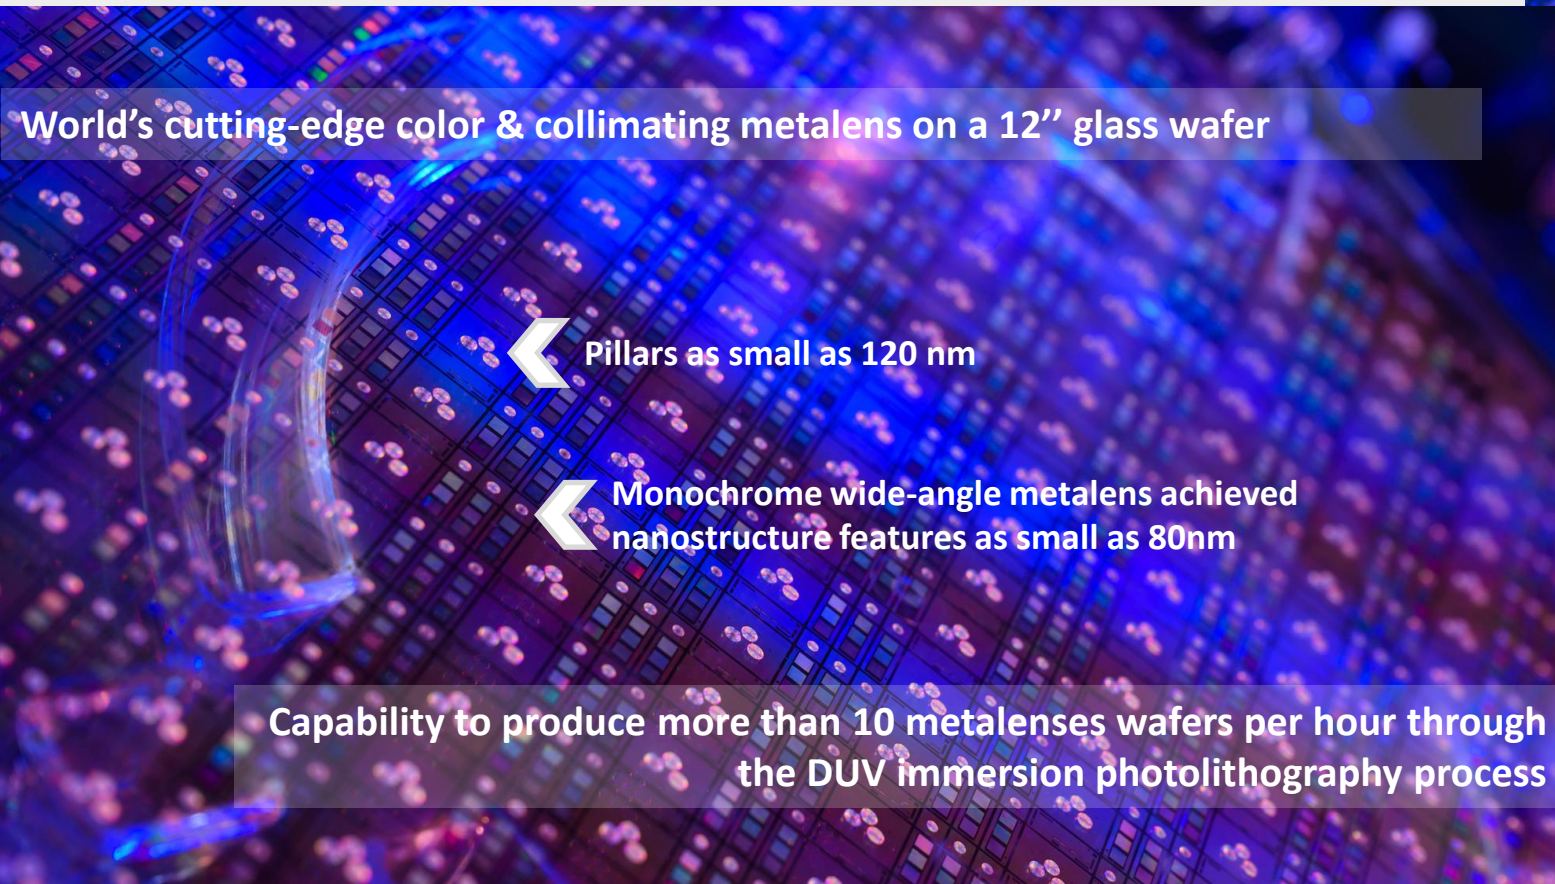 World’s cutting-edge color & collimating metalens on a 12’’ glass wafer
Pillars as small as 120 nm
Monochrome wide-angle metalens achieved
nanostructure features as small as 80nm
Capability to produce more than 10 metalenses wafers per hour through
the DUV immersion photolithography process